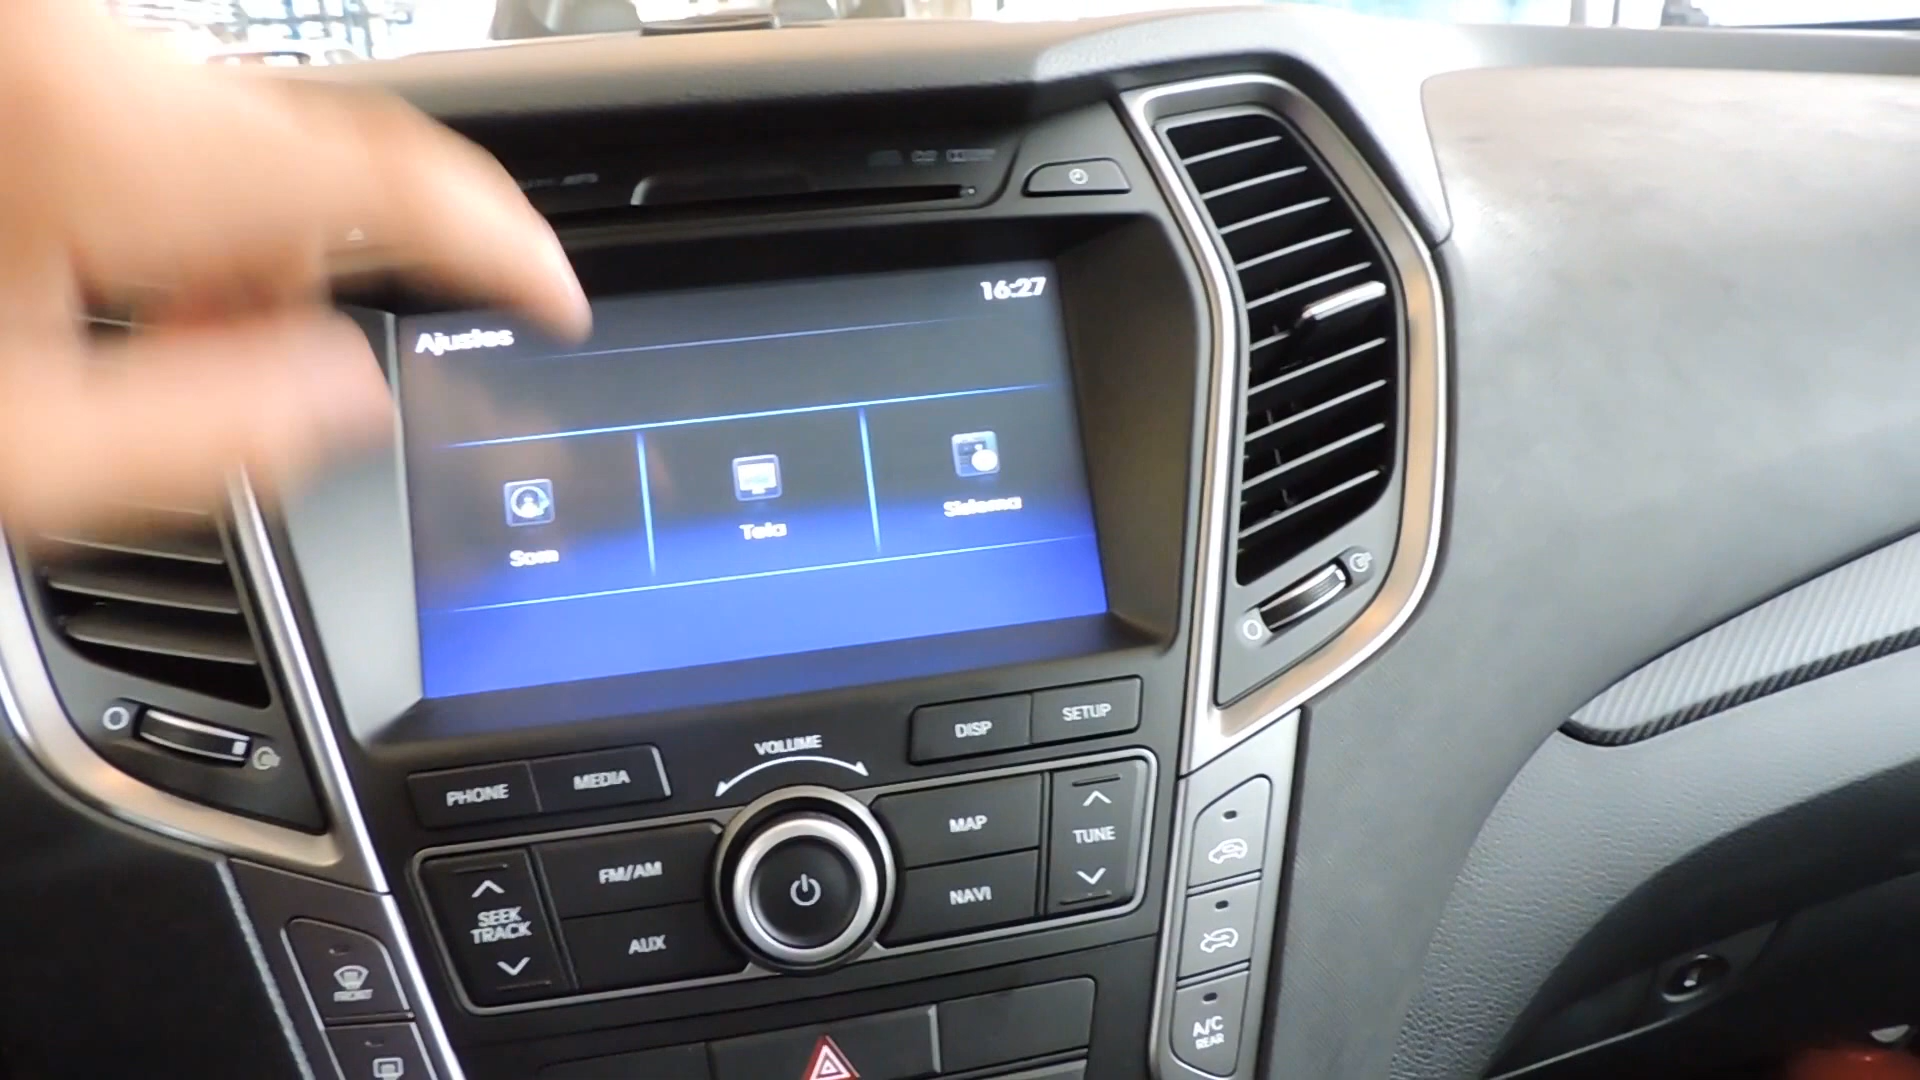 16:27
Ajustes
Som
Tela
Sistema
DISP
SETUP
VOLUME
PHONE
MEDIA
MAP
TUNE
FM/AM
NAVI
SEEK
TRACK
AUX
FRONT
A/C
REAR